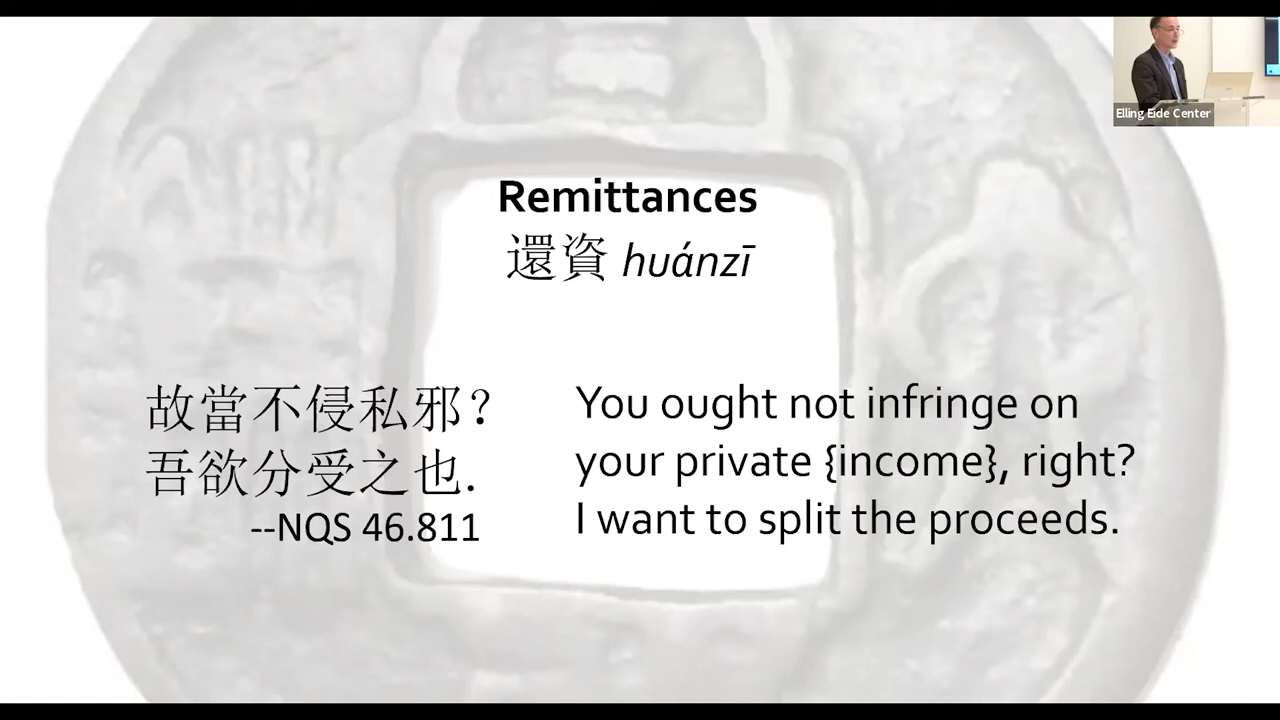 Elling Eide Center
Remittances
還資 huánzī
故當不侵私邪?
吾欲分受之也.
--NQS 46.811
You ought not infringe on
your private {income}, right?
I want to split the proceeds.